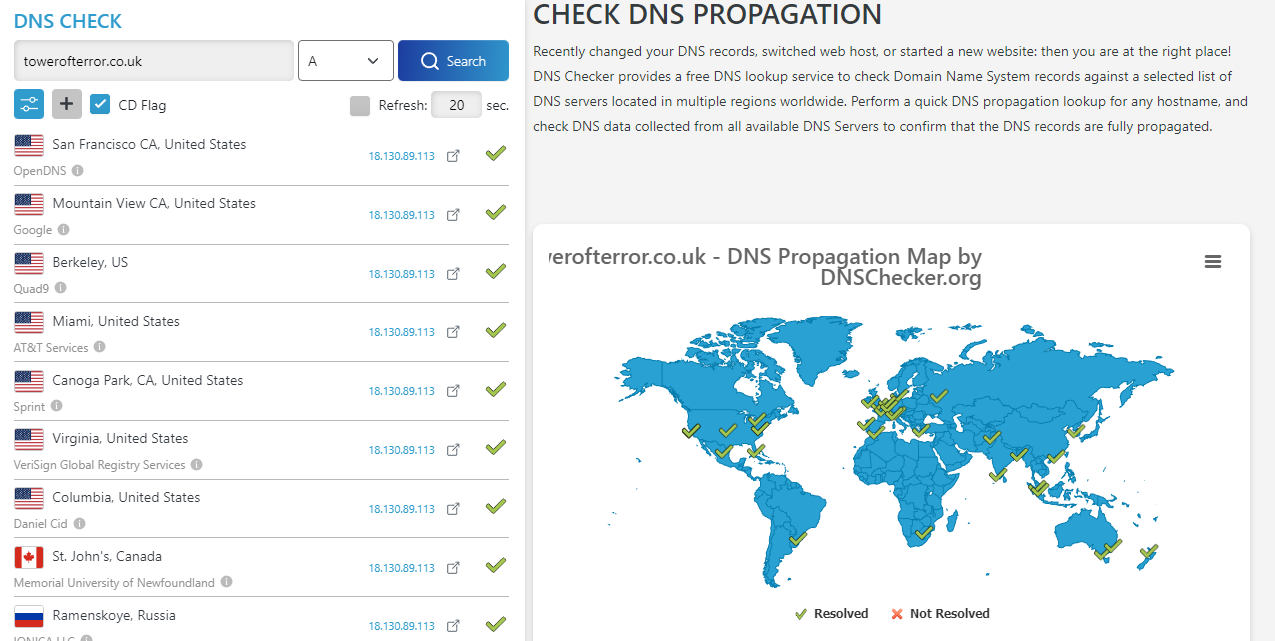 DNS CHECK
towerofterror.co.uk
A
Search
CD Flag
Refresh:
20
sec.
San Francisco CA, United States
18.130.89.113
OpenDNS
Mountain View CA, United States
18.130.89.113
Google
Berkeley, US
18.130.89.113
Quad9
Miami, United States
18.130.89.113
AT&T Services
Canoga Park, CA, United States
18.130.89.113
Sprint
Virginia, United States
18.130.89.113
VeriSign Global Registry Services
Columbia, United States
18.130.89.113
Daniel Cid
St. John's, Canada
18.130.89.113
Memorial University of Newfoundland
Ramenskoye, Russia
18.130.89.113
IONICA LLC
CHECK DNS PROPAGATION
Recently changed your DNS records, switched web host, or started a new website: then you are at the right place!
DNS Checker provides a free DNS lookup service to check Domain Name System records against a selected list of
DNS servers located in multiple regions worldwide. Perform a quick DNS propagation lookup for any hostname, and
check DNS data collected from all available DNS Servers to confirm that the DNS records are fully propagated.
werofterror.co.uk - DNS Propagation Map by
DNSChecker.org
Resolved
Not Resolved